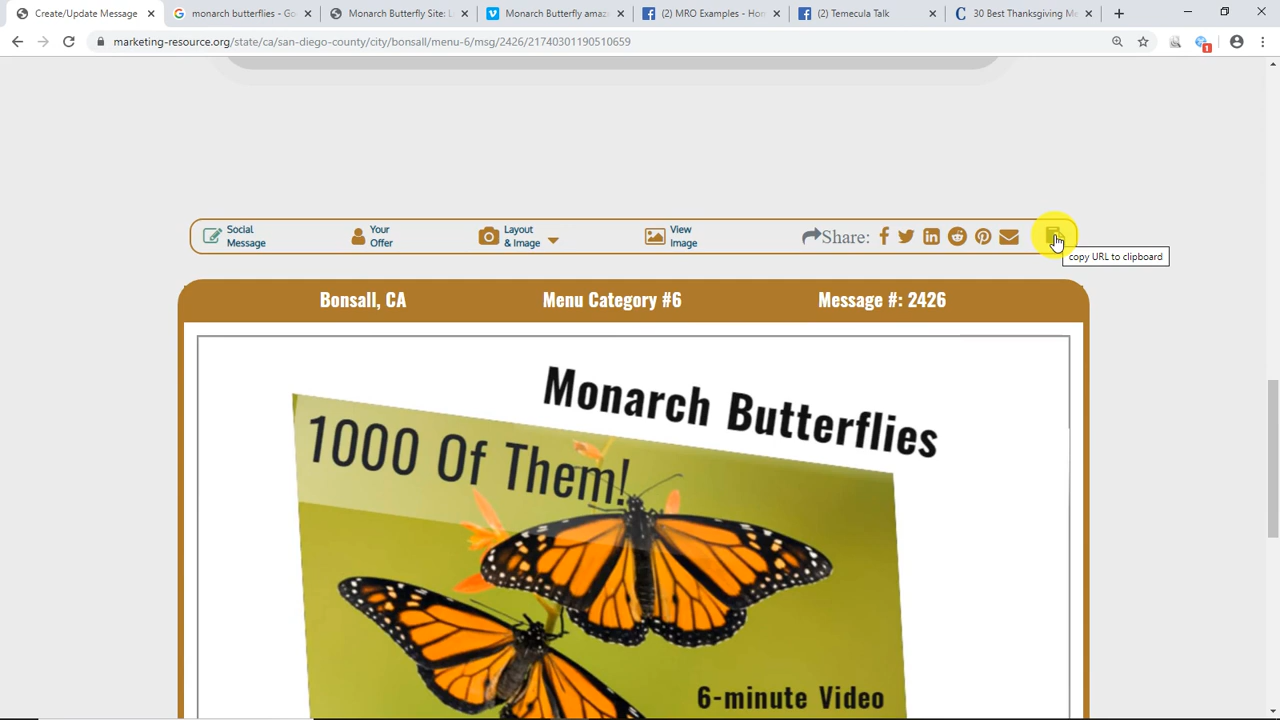 Create/Update Message
monarch butterflies - Go
Monarch Butterfly Site: L
Monarch Butterfly amaz
(2) MRO Examples - Hon
(2) Temecula Talk
30 Best Thanksgiving Me
marketing-resource.org/state/ca/san-diego-county/city/bonsall/menu-6/msg/2426/21740301190510659
1
Social
Message
Your
Offer
Layout
& Image
View
Image
Share:
copy URL to clipboard
Bonsall, CA
Menu Category #6
Message #: 2426
Monarch Butterflies
1000 Of Them!
6-minute Video